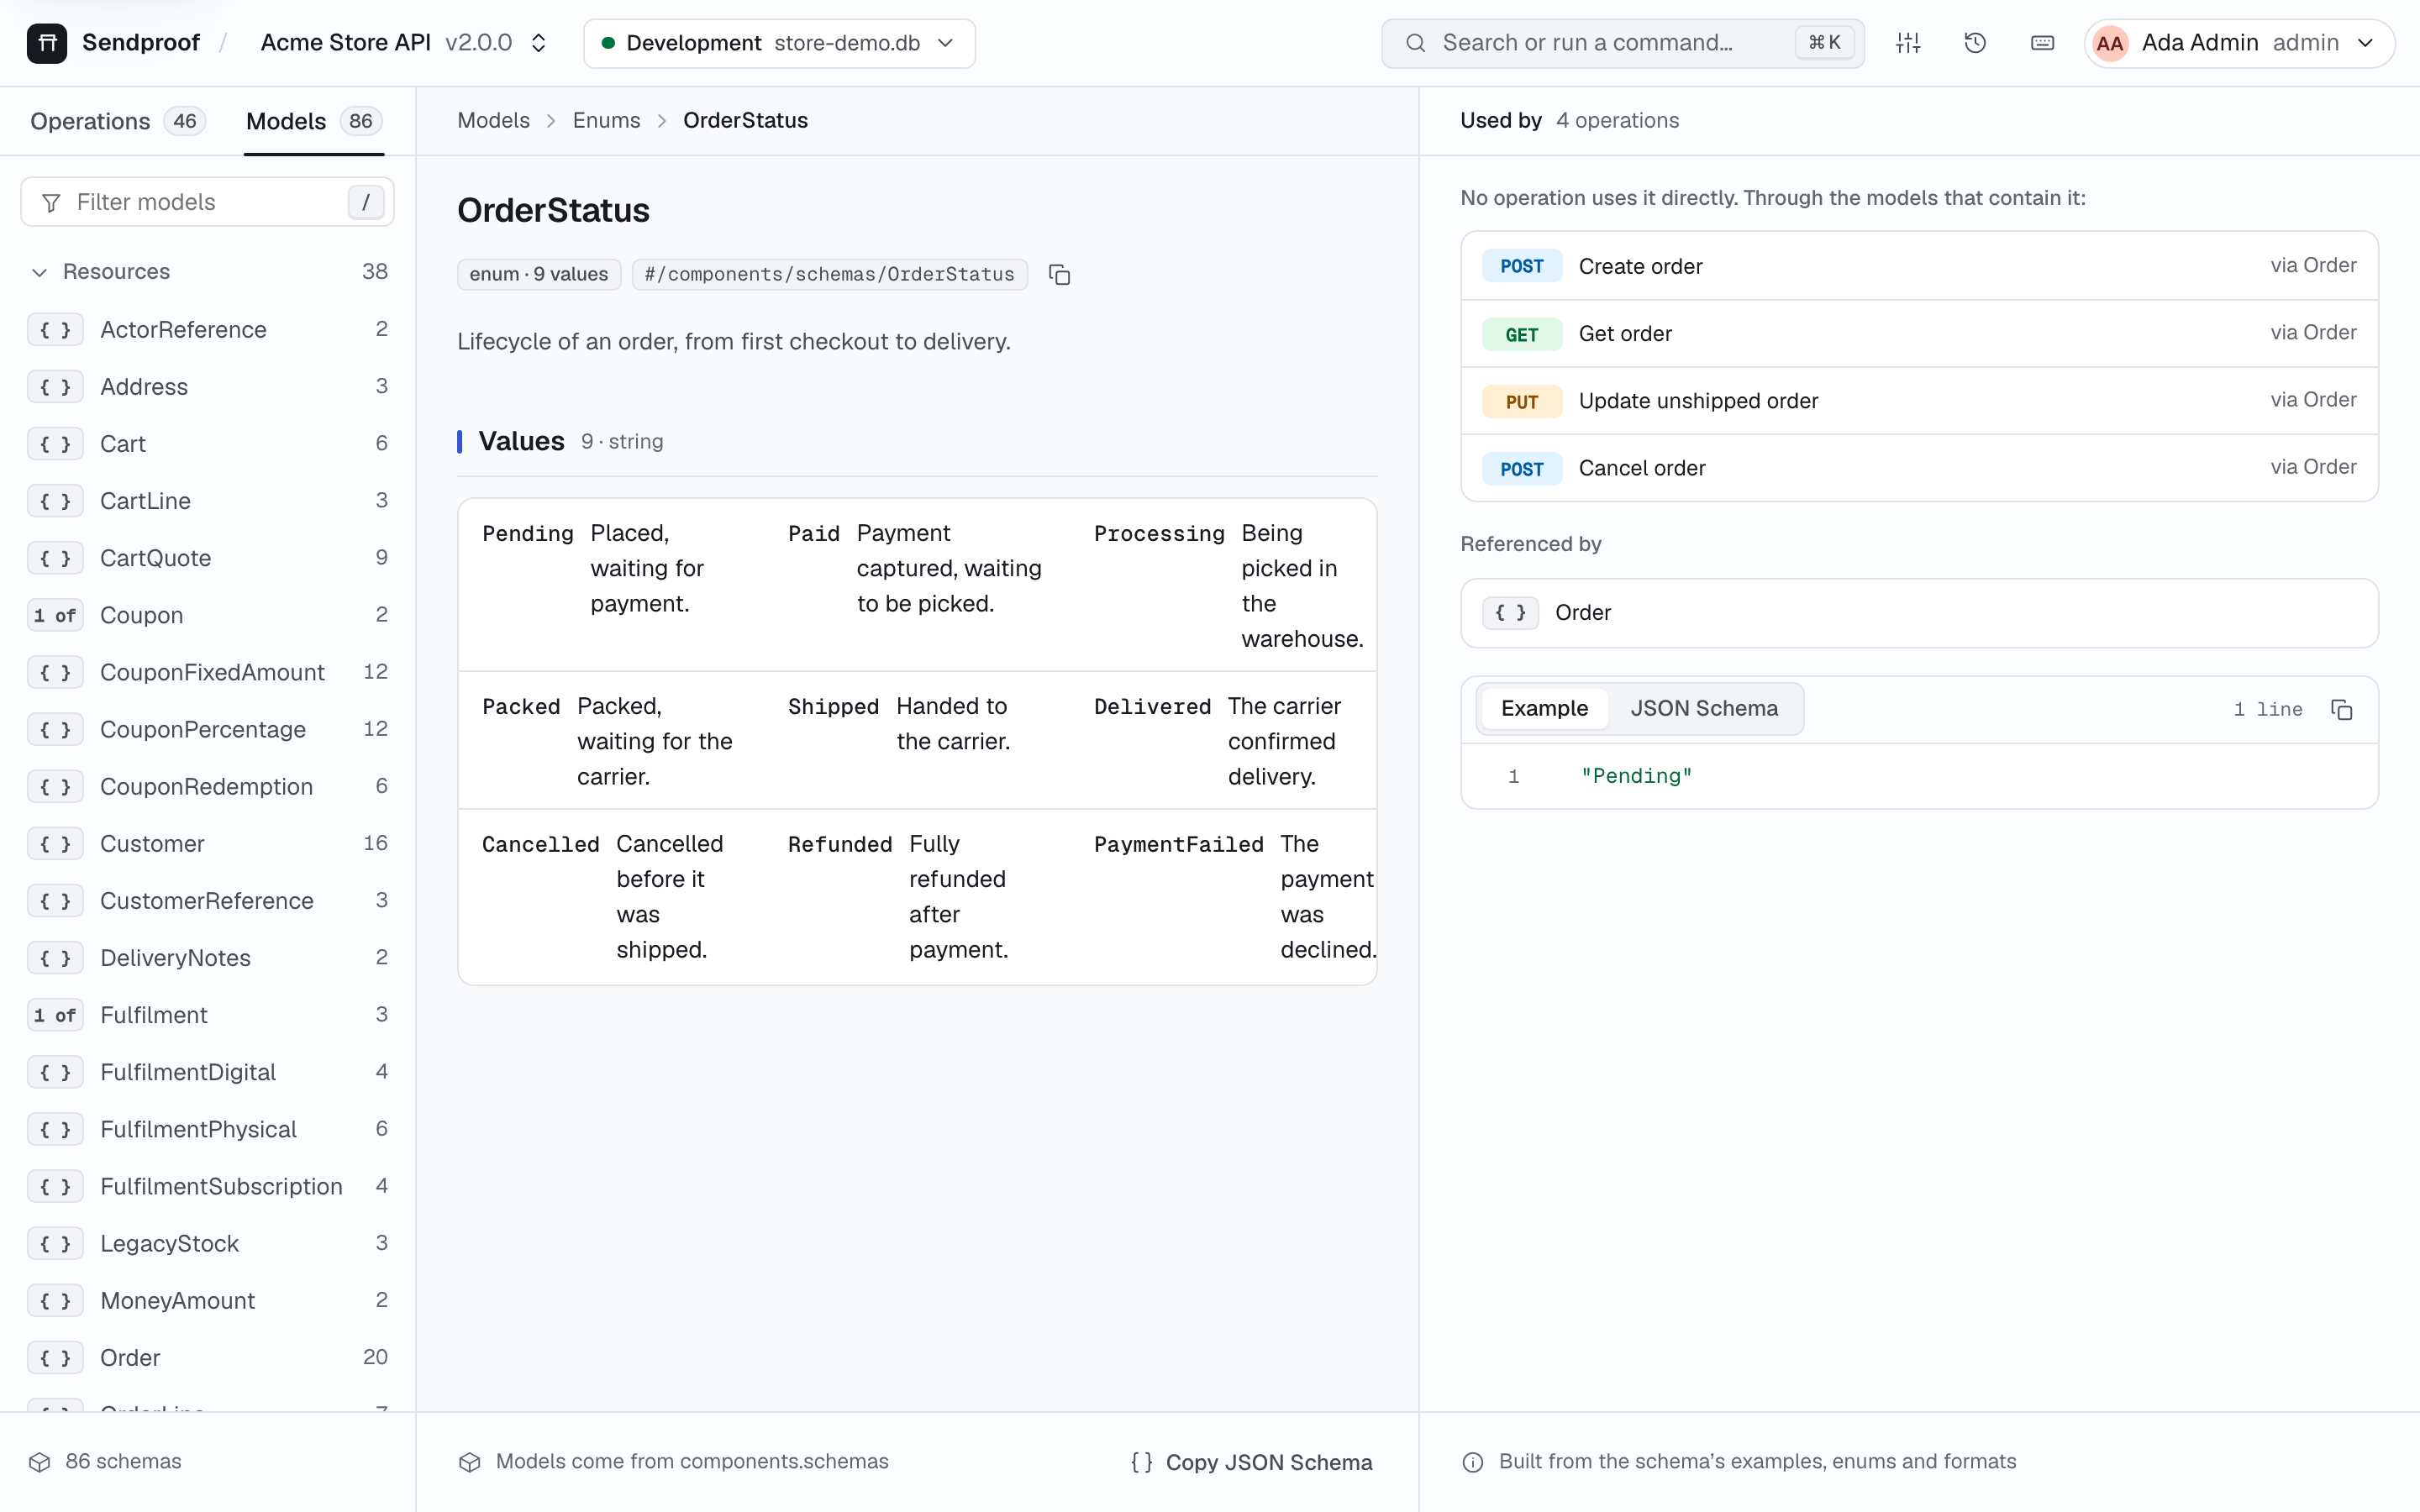 Sendproof / Acme Store API v2.0.0
Development store-demo.db
Search or run a command… ⌘K
AA Ada Admin admin
Operations 46 Models 86
Filter models /
Resources 38
{ } ActorReference 2
{ } Address 3
{ } Cart 6
{ } CartLine 3
{ } CartQuote 9
1 of Coupon 2
{ } CouponFixedAmount 12
{ } CouponPercentage 12
{ } CouponRedemption 6
{ } Customer 16
{ } CustomerReference 3
{ } DeliveryNotes 2
1 of Fulfilment 3
{ } FulfilmentDigital 4
{ } FulfilmentPhysical 6
{ } FulfilmentSubscription 4
{ } LegacyStock 3
{ } MoneyAmount 2
{ } Order 20
{ } OrderLine 7
86 schemas
Models > Enums > OrderStatus
OrderStatus
enum · 9 values #/components/schemas/OrderStatus
Lifecycle of an order, from first checkout to delivery.
Values 9 · string
Pending Placed,
waiting for
payment.
Paid Payment
captured, waiting
to be picked.
Processing Being
picked in
the
warehouse.
Packed Packed,
waiting for the
carrier.
Shipped Handed to
the carrier.
Delivered The carrier
confirmed
delivery.
Cancelled Cancelled
before it
was
shipped.
Refunded Fully
refunded
after
payment.
PaymentFailed The
payment
was
declined.
Models come from components.schemas
{ } Copy JSON Schema
Used by 4 operations
No operation uses it directly. Through the models that contain it:
POST Create order via Order
GET Get order via Order
PUT Update unshipped order via Order
POST Cancel order via Order
Referenced by
{ } Order
Example JSON Schema 1 line
1 "Pending"
Built from the schema’s examples, enums and formats